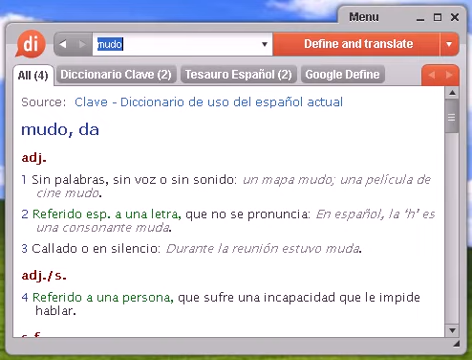 Menu
di
mudo
Define and translate
All (4)
Diccionario Clave (2)
Tesauro Español (2)
Google Define
Source: Clave - Diccionario de uso del español actual
mudo, da
adj.
1 Sin palabras, sin voz o sin sonido: un mapa mudo; una película de
cine mudo.
2 Referido esp. a una letra, que no se pronuncia: En español, la ‘h’ es
una consonante muda.
3 Callado o en silencio: Durante la reunión estuvo muda.
adj./s.
4 Referido a una persona, que sufre una incapacidad que le impide
hablar.